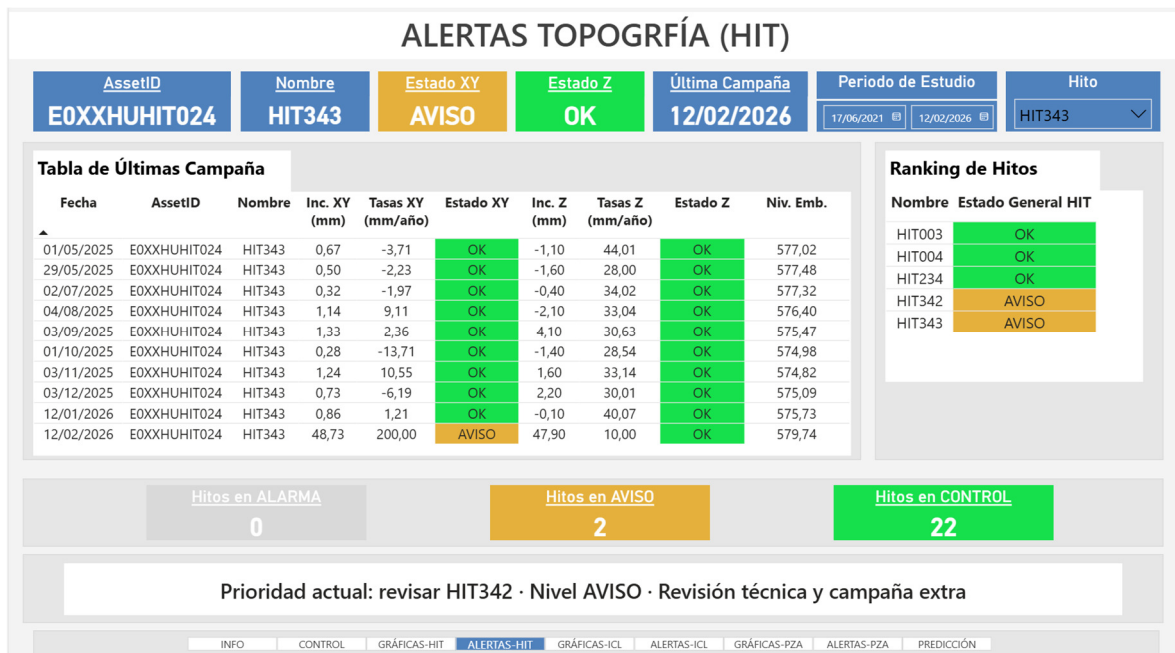 ALERTAS TOPOGRFÍA (HIT)
AssetID Nombre Estado XY Estado Z Última Campaña Periodo de Estudio Hito
E0XXHUHIT024 HIT343 AVISO OK 12/02/2026 17/06/2021 12/02/2026 HIT343
Tabla de Últimas Campaña
Fecha AssetID Nombre Inc. XY (mm) Tasas XY (mm/año) Estado XY Inc. Z (mm) Tasas Z (mm/año) Estado Z Niv. Emb.
01/05/2025 E0XXHUHIT024 HIT343 0,67 -3,71 OK -1,10 44,01 OK 577,02
29/05/2025 E0XXHUHIT024 HIT343 0,50 -2,23 OK -1,60 28,00 OK 577,48
02/07/2025 E0XXHUHIT024 HIT343 0,32 -1,97 OK -0,40 34,02 OK 577,32
04/08/2025 E0XXHUHIT024 HIT343 1,14 9,11 OK -2,10 33,04 OK 576,40
03/09/2025 E0XXHUHIT024 HIT343 1,33 2,36 OK 4,10 30,63 OK 575,47
01/10/2025 E0XXHUHIT024 HIT343 0,28 -13,71 OK -1,40 28,54 OK 574,98
03/11/2025 E0XXHUHIT024 HIT343 1,24 10,55 OK 1,60 33,14 OK 574,82
03/12/2025 E0XXHUHIT024 HIT343 0,73 -6,19 OK 2,20 30,01 OK 575,09
12/01/2026 E0XXHUHIT024 HIT343 0,86 1,21 OK -0,10 40,07 OK 575,73
12/02/2026 E0XXHUHIT024 HIT343 48,73 200,00 AVISO 47,90 10,00 OK 579,74
Ranking de Hitos
Nombre Estado General HIT
HIT003 OK
HIT004 OK
HIT234 OK
HIT342 AVISO
HIT343 AVISO
Hitos en ALARMA Hitos en AVISO Hitos en CONTROL
0 2 22
Prioridad actual: revisar HIT342 · Nivel AVISO · Revisión técnica y campaña extra
INFO CONTROL GRÁFICAS-HIT ALERTAS-HIT GRÁFICAS-ICL ALERTAS-ICL GRÁFICAS-PZA ALERTAS-PZA PREDICCIÓN